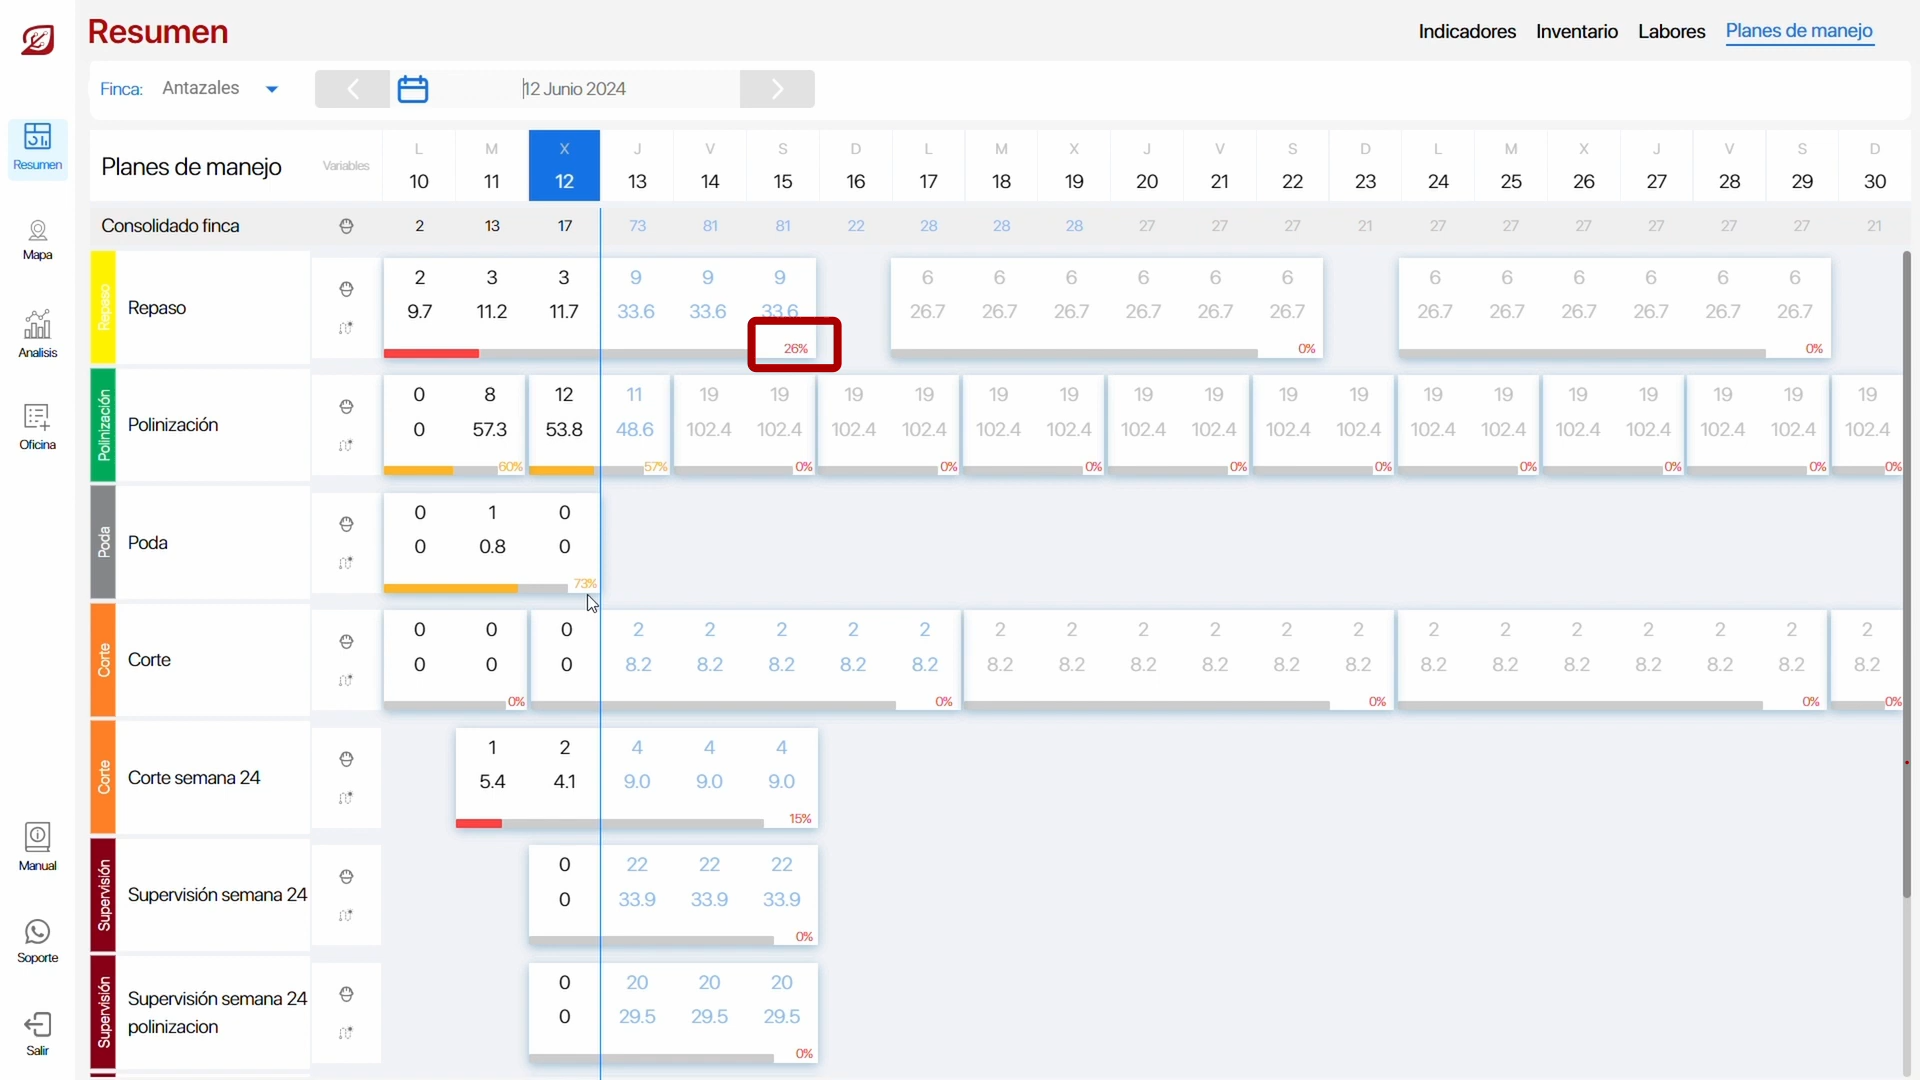 Resumen
Indicadores Inventario Labores Planes de manejo
Finca: Antazales 12 Junio 2024
Planes de manejo Variables
L M X J V S D L M X J V S D L M X J V S D
10 11 12 13 14 15 16 17 18 19 20 21 22 23 24 25 26 27 28 29 30
Consolidado finca 2 13 17 73 81 81 22 28 28 28 27 27 27 21 27 27 27 27 27 27 21
Repaso Repaso
2 3 3 9 9 9 6 6 6 6 6 6 6 6 6 6 6 6
9.7 11.2 11.7 33.6 33.6 33.6 26.7 26.7 26.7 26.7 26.7 26.7 26.7 26.7 26.7 26.7 26.7 26.7
26% 0% 0%
Polinización Polinización
0 8 12 11 19 19 19 19 19 19 19 19 19 19 19 19 19 19 19 19 19
0 57.3 53.8 48.6 102.4 102.4 102.4 102.4 102.4 102.4 102.4 102.4 102.4 102.4 102.4 102.4 102.4 102.4 102.4 102.4 102.4
60% 57% 0% 0% 0% 0% 0% 0% 0% 0% 0%
Poda Poda
0 1 0
0 0.8 0
73%
Corte Corte
0 0 0 2 2 2 2 2 2 2 2 2 2 2 2 2 2 2 2 2 2
0 0 0 8.2 8.2 8.2 8.2 8.2 8.2 8.2 8.2 8.2 8.2 8.2 8.2 8.2 8.2 8.2 8.2 8.2 8.2
0% 0% 0% 0% 0%
Corte Corte semana 24
1 2 4 4 4
5.4 4.1 9.0 9.0 9.0
15%
Supervisión Supervisión semana 24
0 22 22 22
0 33.9 33.9 33.9
0%
Supervisión Supervisión semana 24
polinizacion
0 20 20 20
0 29.5 29.5 29.5
0%
Resumen
Mapa
Analisis
Oficina
Manual
Soporte
Salir